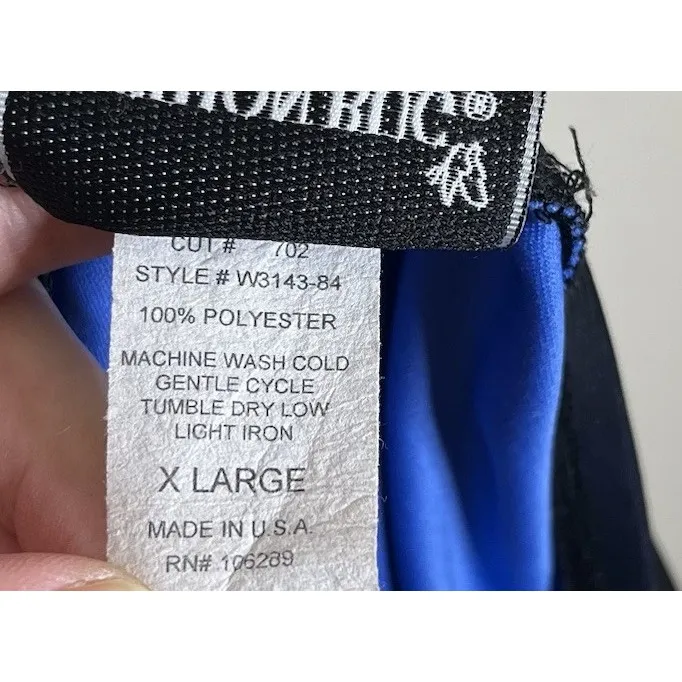 ®
CUT # 702
STYLE # W3143-84
100% POLYESTER
MACHINE WASH COLD
GENTLE CYCLE
TUMBLE DRY LOW
LIGHT IRON
X LARGE
MADE IN U.S.A.
RN# 106289